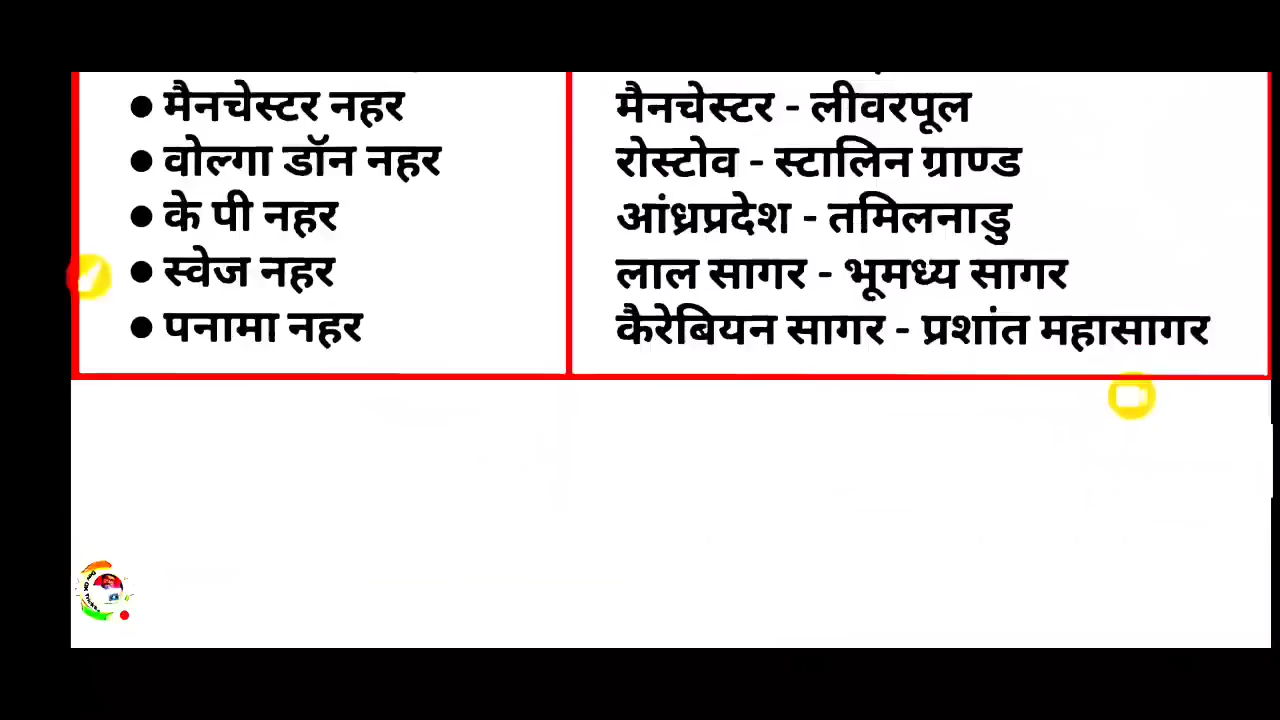 ● मैनचेस्टर नहर मैनचेस्टर - लीवरपूल
● वोल्गा डॉन नहर रोस्टोव - स्टालिन ग्राण्ड
● के पी नहर आंध्रप्रदेश - तमिलनाडु
● स्वेज नहर लाल सागर - भूमध्य सागर
● पनामा नहर कैरेबियन सागर - प्रशांत महासागर